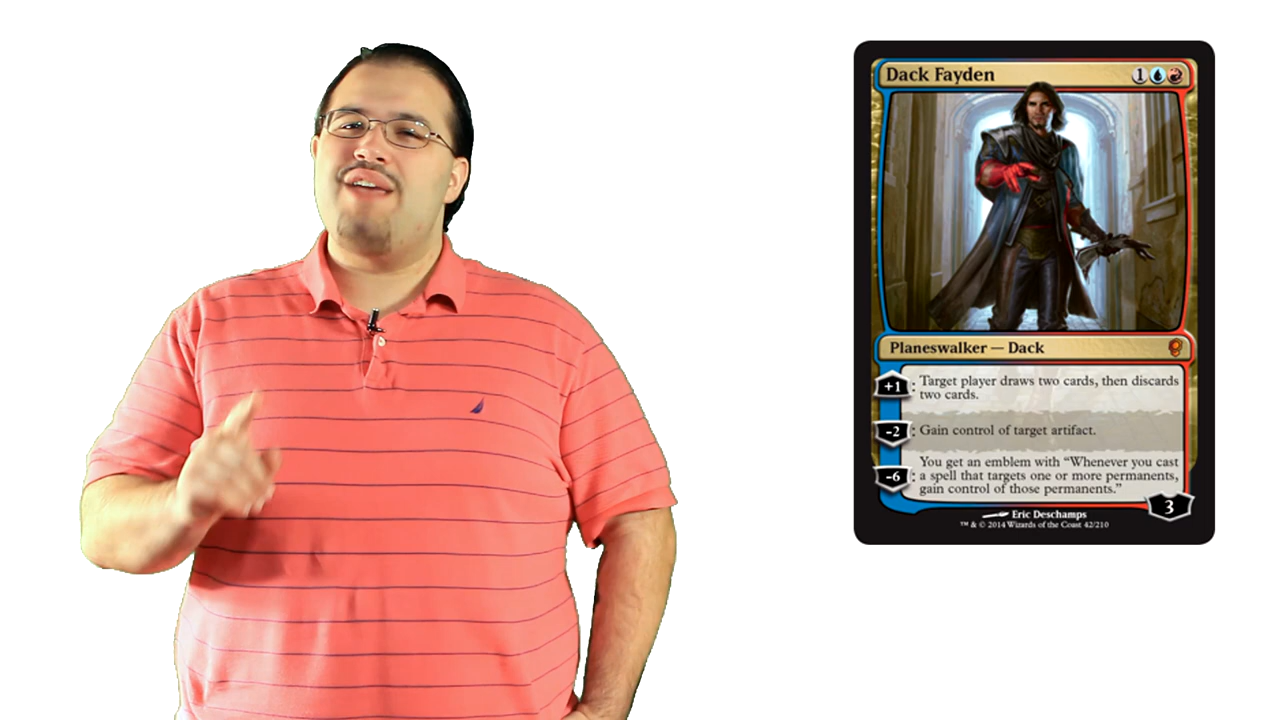 Dack Fayden
1
Planeswalker — Dack
+1: Target player draws two cards, then discards
two cards.
-2: Gain control of target artifact.
You get an emblem with “Whenever you cast
-6: a spell that targets one or more permanents,
gain control of those permanents.”
3
Eric Deschamps
™ & © 2014 Wizards of the Coast 42/210